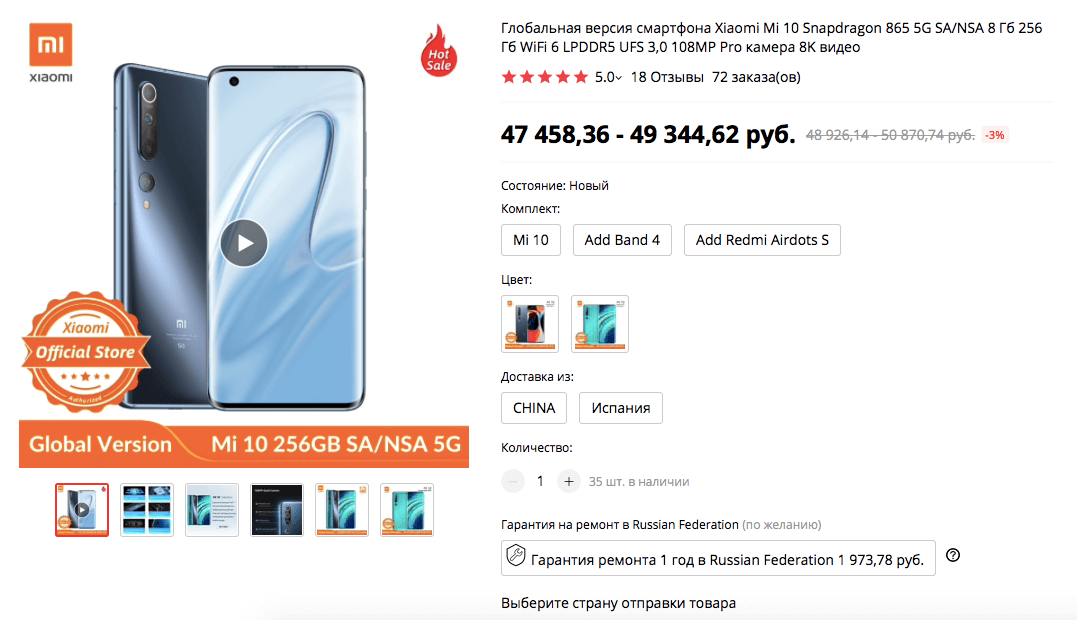 xiaomi
Hot
Sale
Xiaomi
Official Store
Authorized
Global Version
Mi 10 256GB SA/NSA 5G
Глобальная версия смартфона Xiaomi Mi 10 Snapdragon 865 5G SA/NSA 8 Гб 256
Гб WiFi 6 LPDDR5 UFS 3,0 108MP Pro камера 8K видео
5.0 18 Отзывы 72 заказа(ов)
47 458,36 - 49 344,62 руб. 48 926,14 - 50 870,74 руб. -3%
Состояние: Новый
Комплект:
Mi 10 Add Band 4 Add Redmi Airdots S
Цвет:
Доставка из:
CHINA Испания
Количество:
− 1 + 35 шт. в наличии
Гарантия на ремонт в Russian Federation (по желанию)
Гарантия ремонта 1 год в Russian Federation 1 973,78 руб. ?
Выберите страну отправки товара